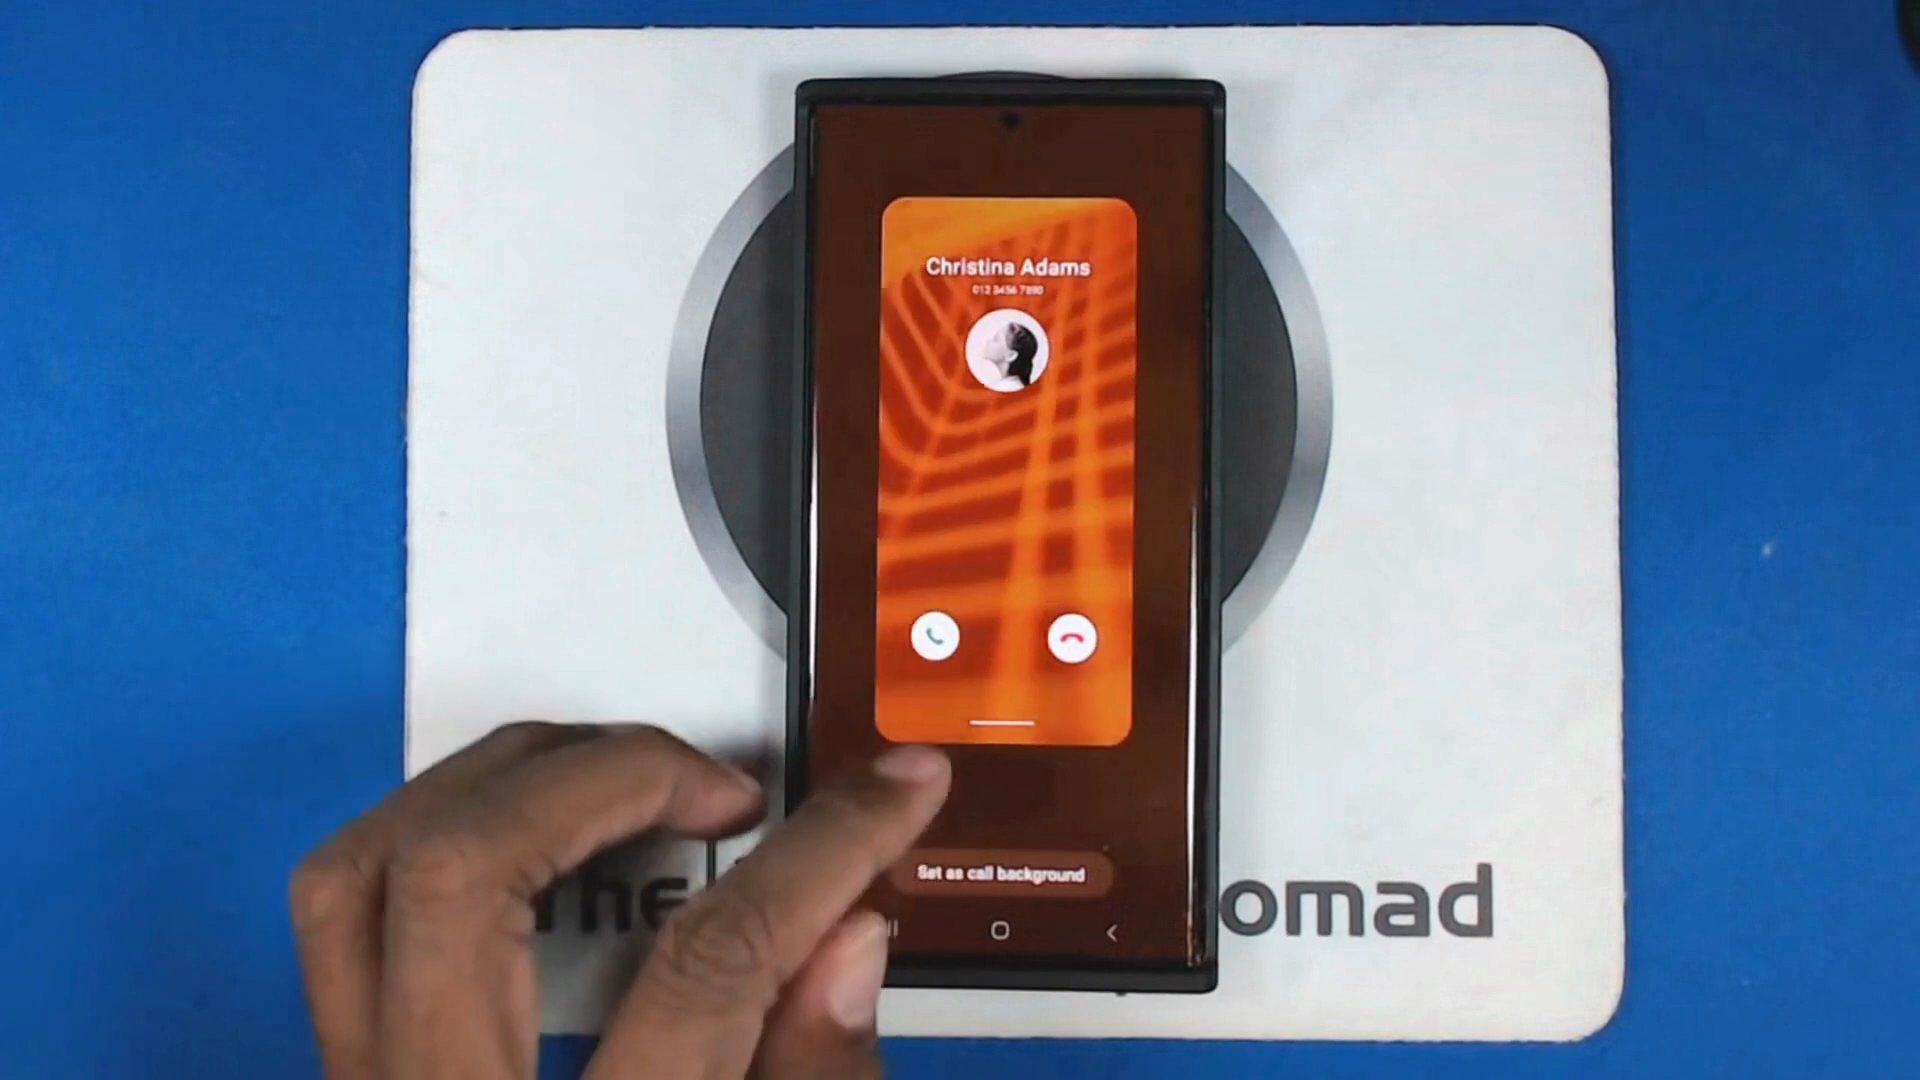 Christina Adams
012 3456 7890
Set as call background
The
omad